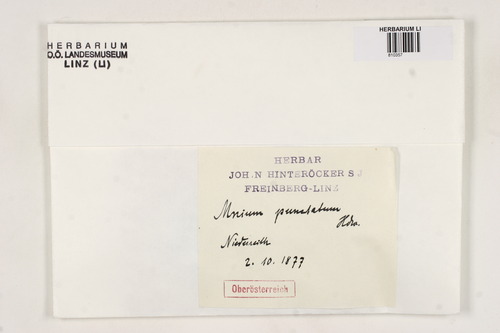 HERBARIUM
O.Ö. LANDESMUSEUM
LINZ (LI)
HERBARIUM LI
HERBAR
JOH.N HINTERÖCKER S J
FREINBERG-LINZ
Mnium punctatum
Hdw.
2. 10. 1877
Oberösterreich